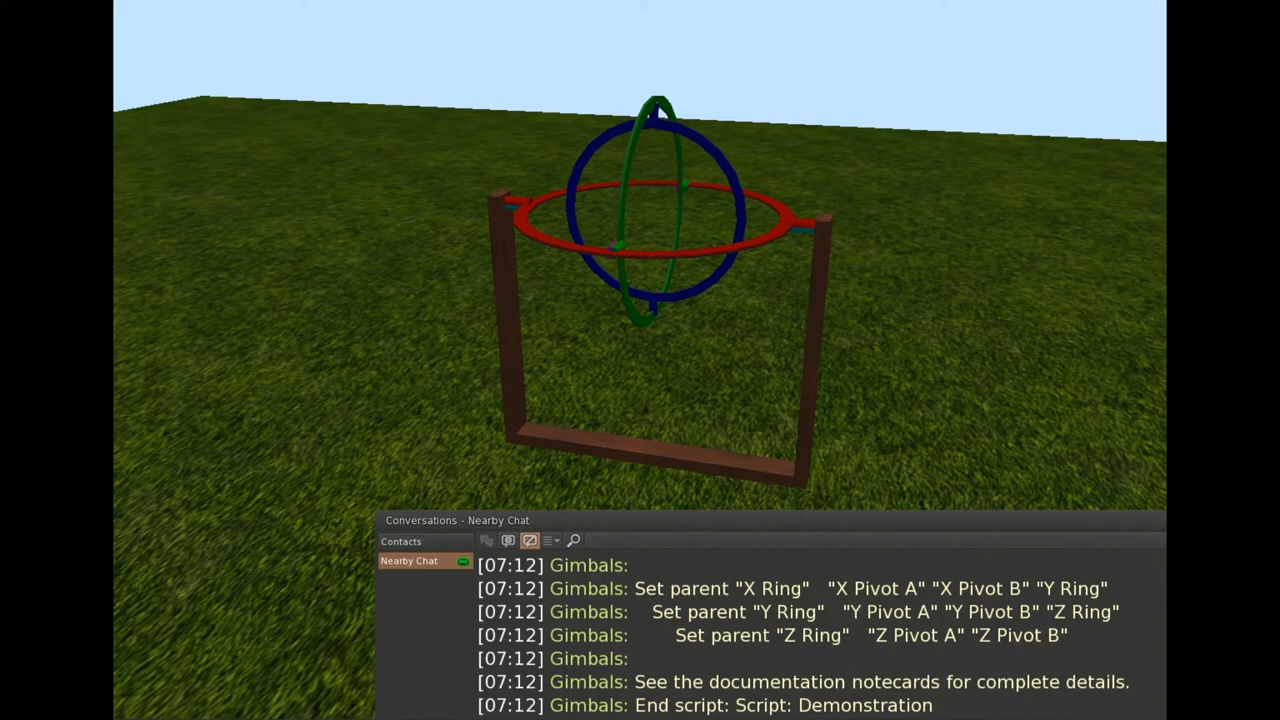 Conversations - Nearby Chat
Contacts
Nearby Chat
[07:12] Gimbals:
[07:12] Gimbals: Set parent "X Ring" "X Pivot A" "X Pivot B" "Y Ring"
[07:12] Gimbals: Set parent "Y Ring" "Y Pivot A" "Y Pivot B" "Z Ring"
[07:12] Gimbals: Set parent "Z Ring" "Z Pivot A" "Z Pivot B"
[07:12] Gimbals:
[07:12] Gimbals: See the documentation notecards for complete details.
[07:12] Gimbals: End script: Script: Demonstration